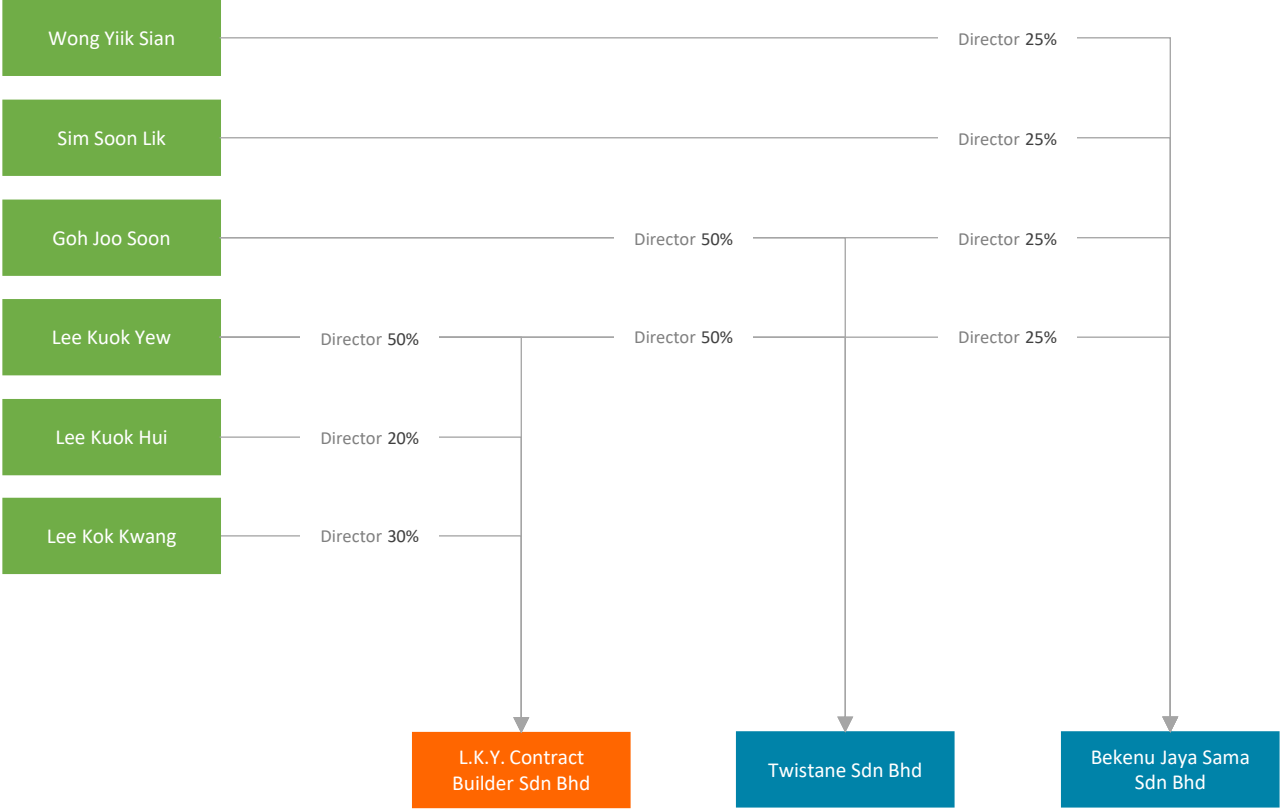 Wong Yiik Sian
Director 25%
Sim Soon Lik
Director 25%
Goh Joo Soon
Director 50%
Director 25%
Lee Kuok Yew
Director 50%
Director 50%
Director 25%
Lee Kuok Hui
Director 20%
Lee Kok Kwang
Director 30%
L.K.Y. Contract
Builder Sdn Bhd
Twistane Sdn Bhd
Bekenu Jaya Sama
Sdn Bhd